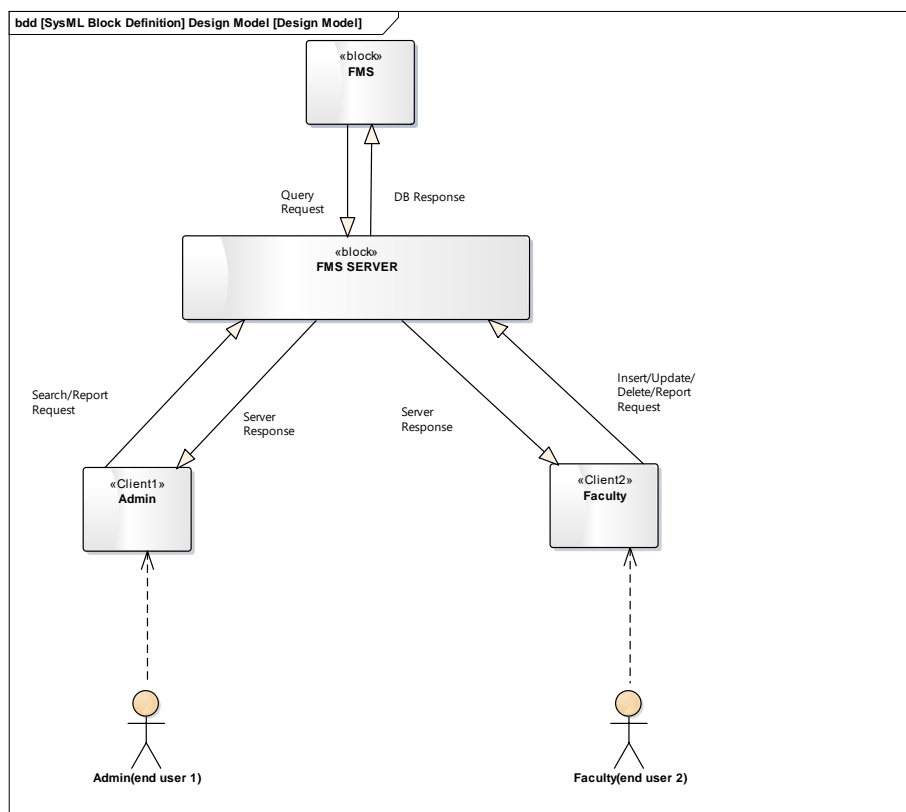 bdd [SysML Block Definition] Design Model [Design Model]
«block»
FMS
Query
Request
DB Response
«block»
FMS SERVER
Search/Report
Request
Server
Response
Server
Response
Insert/Update/
Delete/Report
Request
«Client1»
Admin
«Client2»
Faculty
Admin(end user 1)
Faculty(end user 2)